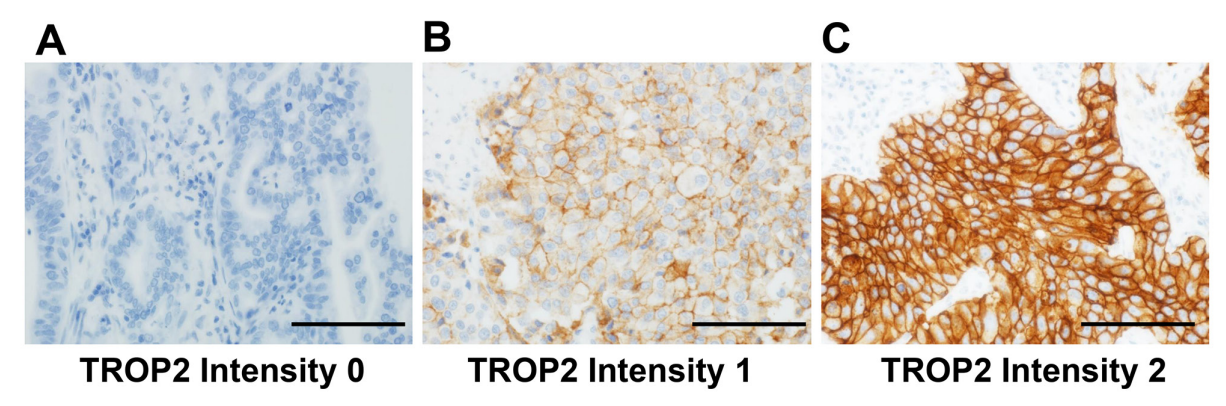 A
B
C
TROP2 Intensity 0
TROP2 Intensity 1
TROP2 Intensity 2